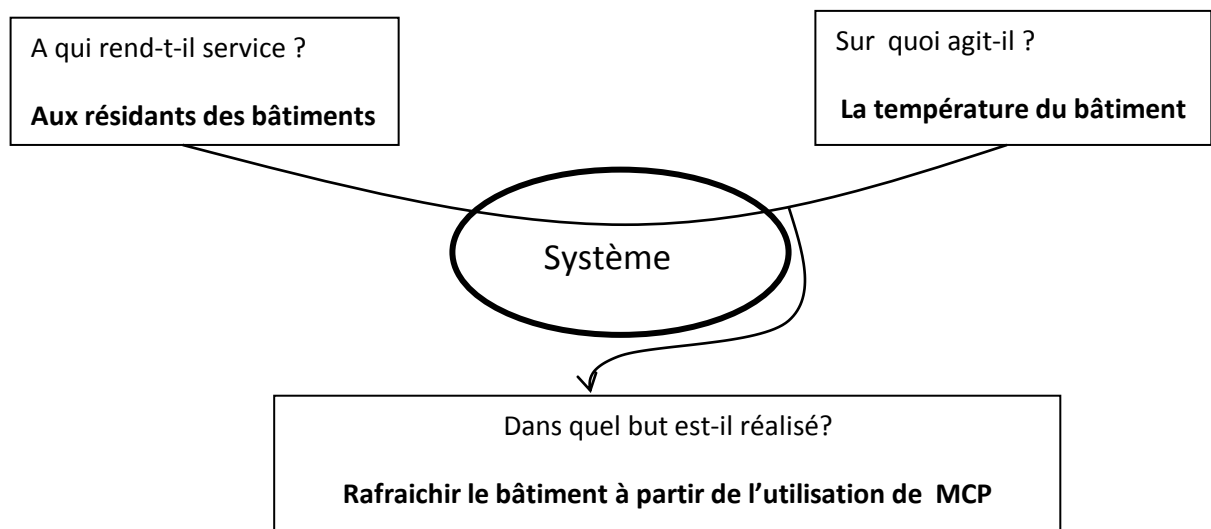 A qui rend-t-il service ?
Aux résidants des bâtiments
Sur quoi agit-il ?
La température du bâtiment
Système
Dans quel but est-il réalisé?
Rafraichir le bâtiment à partir de l’utilisation de MCP